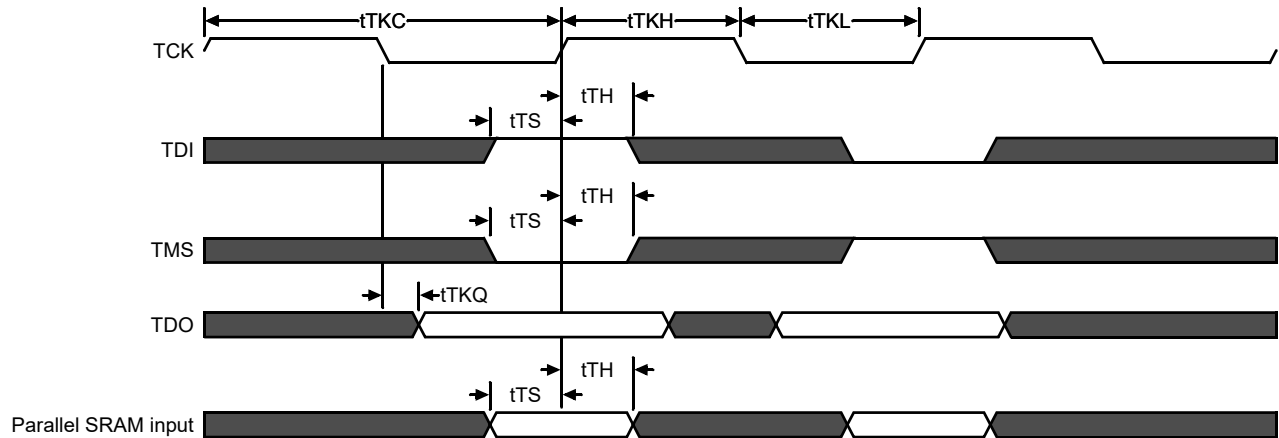 tTKC
tTKH
tTKL
TCK
tTH
tTS
TDI
tTH
tTS
TMS
tTKQ
TDO
tTH
tTS
Parallel SRAM input